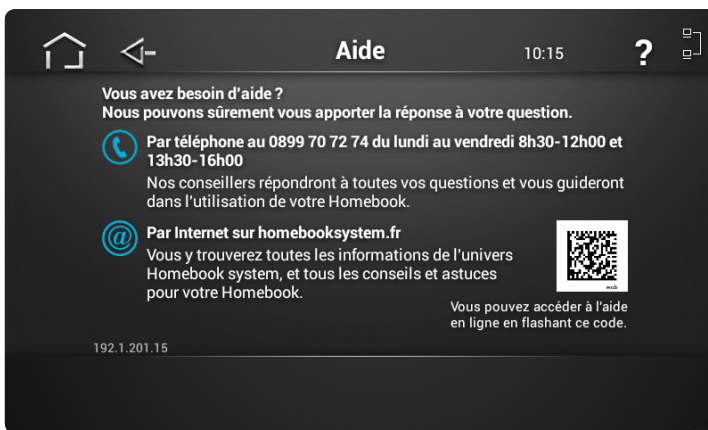 Aide
10:15
?
Vous avez besoin d'aide ?
Nous pouvons sûrement vous apporter la réponse à votre question.
Par téléphone au 0899 70 72 74 du lundi au vendredi 8h30-12h00 et
13h30-16h00
Nos conseillers répondront à toutes vos questions et vous guideront
dans l'utilisation de votre Homebook.
@
Par Internet sur homebooksystem.fr
Vous y trouverez toutes les informations de l'univers
Homebook system, et tous les conseils et astuces
pour votre Homebook.
Vous pouvez accéder à l'aide
en ligne en flashant ce code.
192.1.201.15